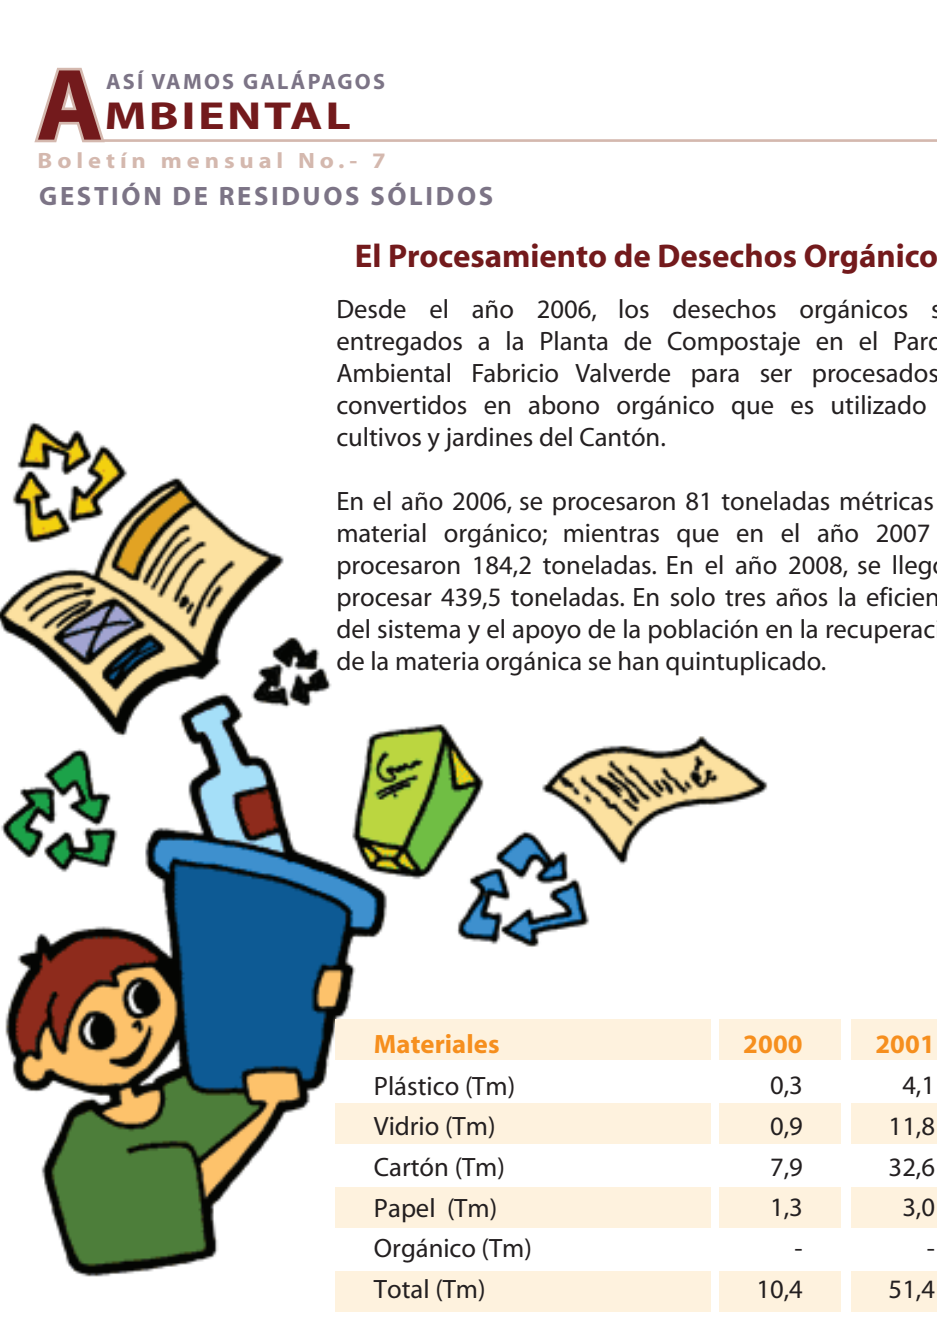 ASÍ VAMOS GALÁPAGOS
AMBIENTAL
Boletín mensual No.- 7
GESTIÓN DE RESIDUOS SÓLIDOS
El Procesamiento de Desechos Orgánico
Desde el año 2006, los desechos orgánicos
entregados a la Planta de Compostaje en el
Ambiental Fabricio Valverde para ser procesados
convertidos en abono orgánico que es utilizado
cultivos y jardines del Cantón.
En el año 2006, se procesaron 81 toneladas métricas
material orgánico; mientras que en el año 2007
procesaron 184,2 toneladas. En el año 2008, se
procesar 439,5 toneladas. En solo tres años la
del sistema y el apoyo de la población en la
de la materia orgánica se han quintuplicado.
Materiales 2000 2001
Plástico (Tm) 0,3 4,1
Vidrio (Tm) 0,9 11,8
Cartón (Tm) 7,9 32,6
Papel (Tm) 1,3 3,0
Orgánico (Tm) - -
Total (Tm) 10,4 51,4